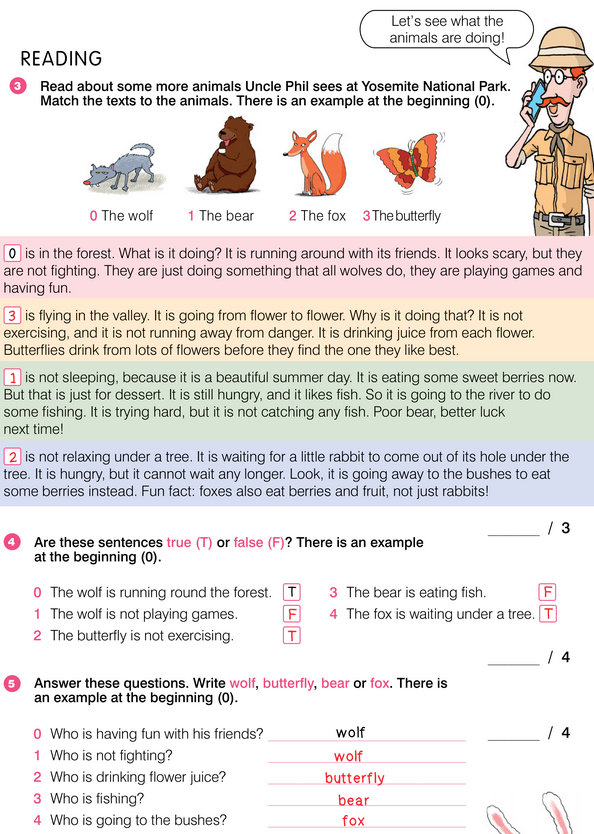 Let's see what the
animals are doing!
READING
3 Read about some more animals Uncle Phil sees at Yosemite National Park.
Match the texts to the animals. There is an example at the beginning (0).
0 The wolf 1 The bear 2 The fox 3 The butterfly
0 is in the forest. What is it doing? It is running around with its friends. It looks scary, but they
are not fighting. They are just doing something that all wolves do, they are playing games and
having fun.
3 is flying in the valley. It is going from flower to flower. Why is it doing that? It is not
exercising, and it is not running away from danger. It is drinking juice from each flower.
Butterflies drink from lots of flowers before they find the one they like best.
1 is not sleeping, because it is a beautiful summer day. It is eating some sweet berries now.
But that is just for dessert. It is still hungry, and it likes fish. So it is going to the river to do
some fishing. It is trying hard, but it is not catching any fish. Poor bear, better luck
next time!
2 is not relaxing under a tree. It is waiting for a little rabbit to come out of its hole under the
tree. It is hungry, but it cannot wait any longer. Look, it is going away to the bushes to eat
some berries instead. Fun fact: foxes also eat berries and fruit, not just rabbits!
/ 3
4 Are these sentences true (T) or false (F)? There is an example
at the beginning (0).
0 The wolf is running round the forest. T
1 The wolf is not playing games. F
2 The butterfly is not exercising. T
3 The bear is eating fish. F
4 The fox is waiting under a tree. T
/ 4
5 Answer these questions. Write wolf, butterfly, bear or fox. There is
an example at the beginning (0).
0 Who is having fun with his friends? wolf
/ 4
1 Who is not fighting? wolf
2 Who is drinking flower juice? butterfly
3 Who is fishing? bear
4 Who is going to the bushes? fox